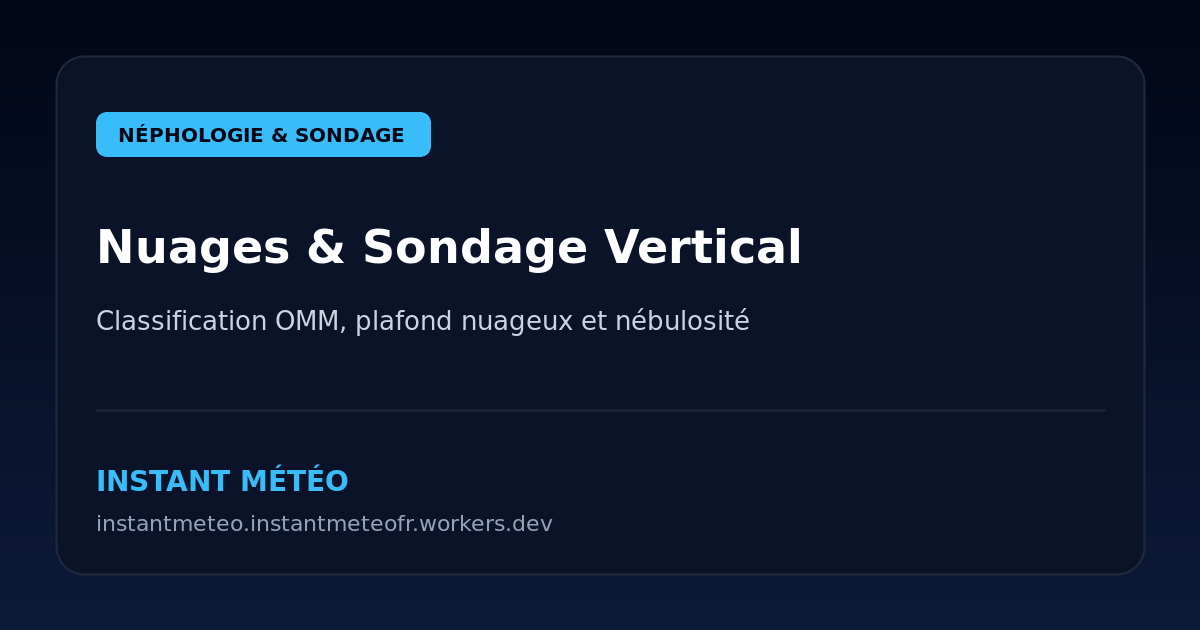 NÉPHOLOGIE & SONDAGE
Nuages & Sondage Vertical
Classification OMM, plafond nuageux et nébulosité
INSTANT MÉTÉO
instantmeteo.instantmeteofr.workers.dev